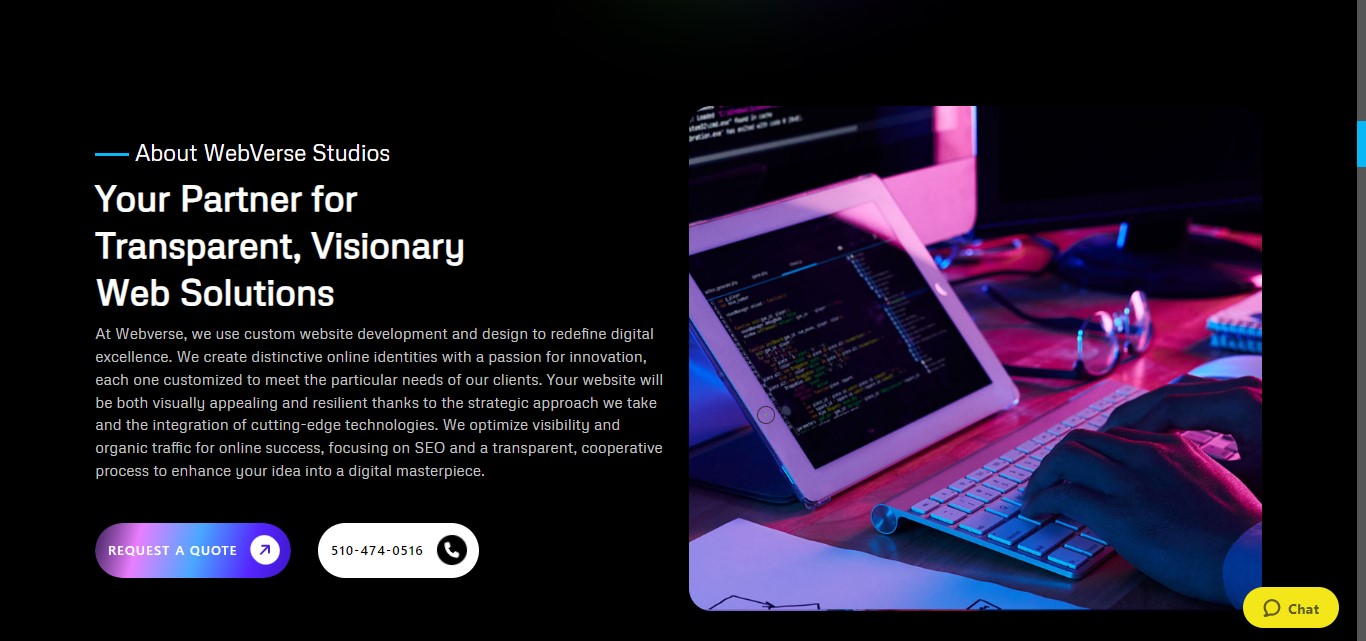 About WebVerse Studios
Your Partner for
Transparent, Visionary
Web Solutions
At Webverse, we use custom website development and design to redefine digital
excellence. We create distinctive online identities with a passion for innovation,
each one customized to meet the particular needs of our clients. Your website will
be both visually appealing and resilient thanks to the strategic approach we take
and the integration of cutting-edge technologies. We optimize visibility and
organic traffic for online success, focusing on SEO and a transparent, cooperative
process to enhance your idea into a digital masterpiece.
REQUEST A QUOTE
510-474-0516
Chat